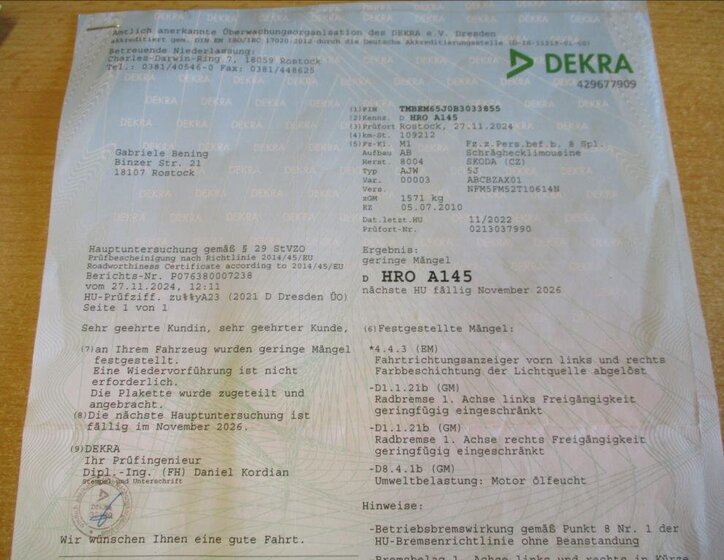 Amtlich anerkannte Überwachungsorganisation des DEKRA e.V. Dresden
akkreditiert gem. DIN EN ISO/IEC 17020:2012 durch die Deutsche Akkreditierungsstelle (D-IS-11319-01-00)
Betreuende Niederlassung:
Charles-Darwin-Ring 7, 18059 Rostock
Tel.: 0381/40546-0 Fax: 0381/448625
DEKRA
429677909
Gabriele Bening
Binzer Str. 21
18107 Rostock
(1)FIN TMBEM65J0B3033855
(2)Kennz. D HRO A145
(3)Prüfort Rostock, 27.11.2024
(4)km-St. 109212
(5)Fz-Kl. M1 Fz.z.Pers.bef.b. 8 Spl.
Aufbau AB Schräghecklimousine
Herst. 8004 SKODA (CZ)
Typ AJW 5J
Var. 00003 ABCBZAX01
Vers. NFM5FM52T10614N
zGM 1571 kg
EZ 05.07.2010
Dat.letzt.HU 11/2022
Prüfort-Nr. 0213037990
Hauptuntersuchung gemäß § 29 StVZO
Prüfbescheinigung nach Richtlinie 2014/45/EU
Roadworthiness Certificate according to 2014/45/EU
Berichts-Nr. P076380007238
vom 27.11.2024, 12:11
HU-Prüfziff. zu%%yA23 (2021 D Dresden ÜO)
Seite 1 von 1
Ergebnis:
geringe Mängel
D HRO A145
nächste HU fällig November 2026
Sehr geehrte Kundin, sehr geehrter Kunde,
(7)an Ihrem Fahrzeug wurden geringe Mängel
festgestellt.
Eine Wiedervorführung ist nicht
erforderlich.
Die Plakette wurde zugeteilt und
angebracht.
(8)Die nächste Hauptuntersuchung ist
fällig im November 2026.
(9)DEKRA
Ihr Prüfingenieur
Dipl.-Ing. (FH) Daniel Kordian
Stempel und Unterschrift
DEKRA
Wir wünschen Ihnen eine gute Fahrt.
(6)Festgestellte Mängel:
*4.4.3 (EM)
Fahrtrichtungsanzeiger vorn links und rechts
Farbbeschichtung der Lichtquelle abgelöst
-D1.1.21b (GM)
Radbremse 1. Achse links Freigängigkeit
geringfügig eingeschränkt
-D1.1.21b (GM)
Radbremse 1. Achse rechts Freigängigkeit
geringfügig eingeschränkt
-D8.4.1b (GM)
Umweltbelastung: Motor ölfeucht
Hinweise:
-Betriebsbremswirkung gemäß Punkt 8 Nr. 1 der
HU-Bremsenrichtlinie ohne Beanstandung
-Bremsbelag 1. Achse links und rechts in Kürze